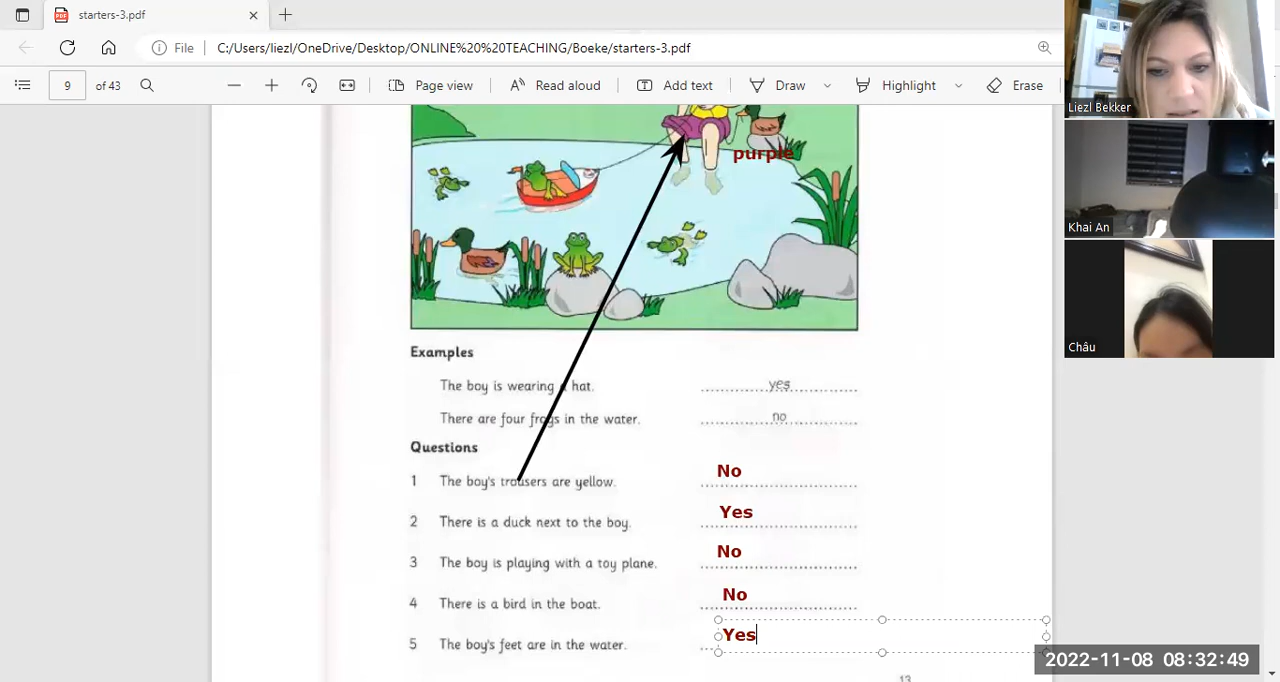 starters-3.pdf
File C:/Users/liezl/OneDrive/Desktop/ONLINE%20%20TEACHING/Boeke/starters-3.pdf
9 of 43 Page view Read aloud Add text Draw Highlight Erase
Liezl Bekker
Khai An
Châu
purple
Examples
The boy is wearing a hat. yes
There are four frogs in the water. no
Questions
1 The boy's trousers are yellow. No
2 There is a duck next to the boy. Yes
3 The boy is playing with a toy plane. No
4 There is a bird in the boat. No
5 The boy's feet are in the water. Yes
2022-11-08 08:32:49